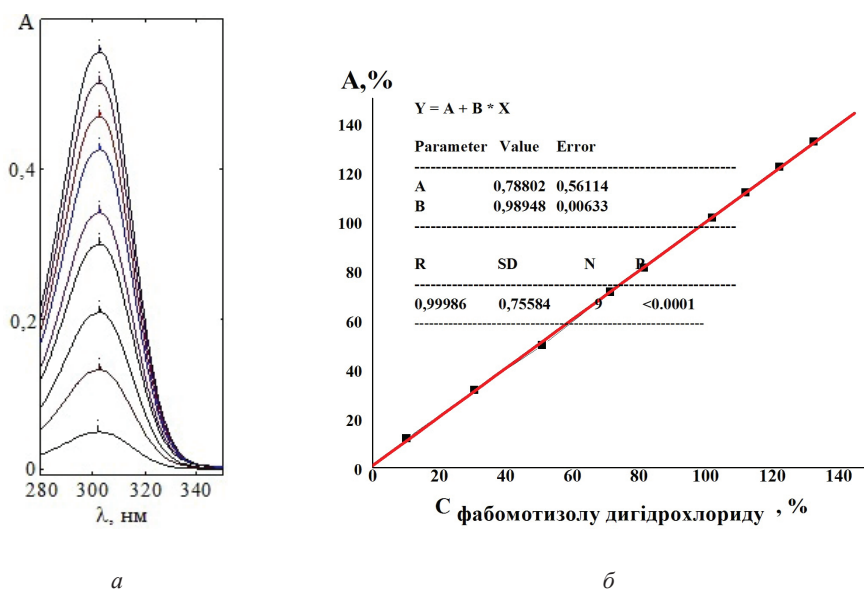 A
0,4
0,2
0
280 300 320 340
λ, нм
а
A,%
Y = A + B * X
Parameter Value Error
A 0,78802 0,56114
B 0,98948 0,00633
R SD N P
0,99986 0,75584 9 <0.0001
140
120
100
80
60
40
20
0
0 20 40 60 80 100 120 140
C фабомотизолу дигідрохлориду , %
б